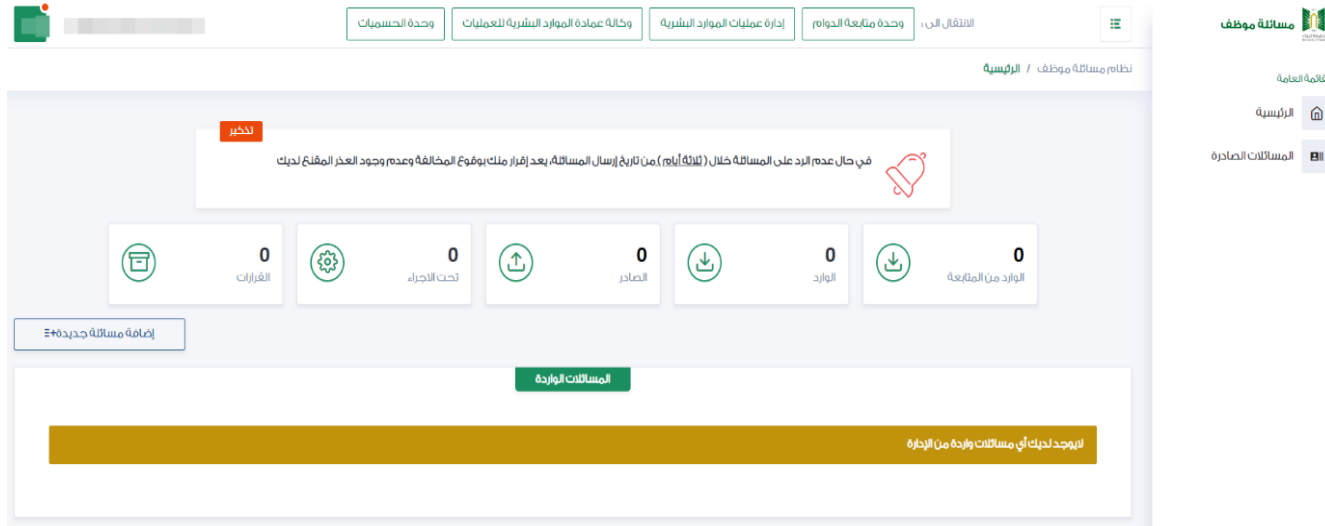 مسائلة موظف
قائمة العامة
الرئيسية
المسائلات الصادرة
الانتقال الى :
وحدة متابعة الدوام
إدارة عمليات الموارد البشرية
وكالة عمادة الموارد البشرية للعمليات
وحدة الحسميات
نظام مسائلة موظف / الرئيسية
تذكير
في حال عدم الرد على المسائلة خلال ( ثلاثة أيام ) من تاريخ إرسال المسائلة، يعد إقرار منك بوقوع المخالفة وعدم وجود العذر المقنع لديك
0
الوارد من المتابعة
0
الوارد
0
الصادر
0
تحت الاجراء
0
القرارات
إضافة مسائلة جديدة
المسائلات الواردة
لايوجد لديك أي مسائلات واردة من الإدارة